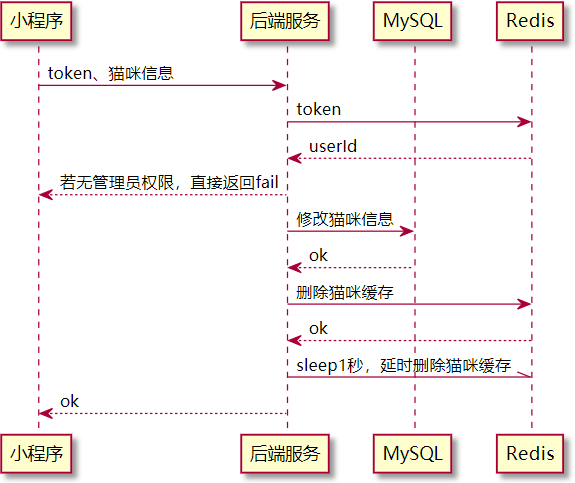 小程序
后端服务
MySQL
Redis
token、猫咪信息
token
userId
若无管理员权限，直接返回fail
修改猫咪信息
ok
删除猫咪缓存
ok
sleep1秒，延时删除猫咪缓存
ok
小程序
后端服务
MySQL
Redis